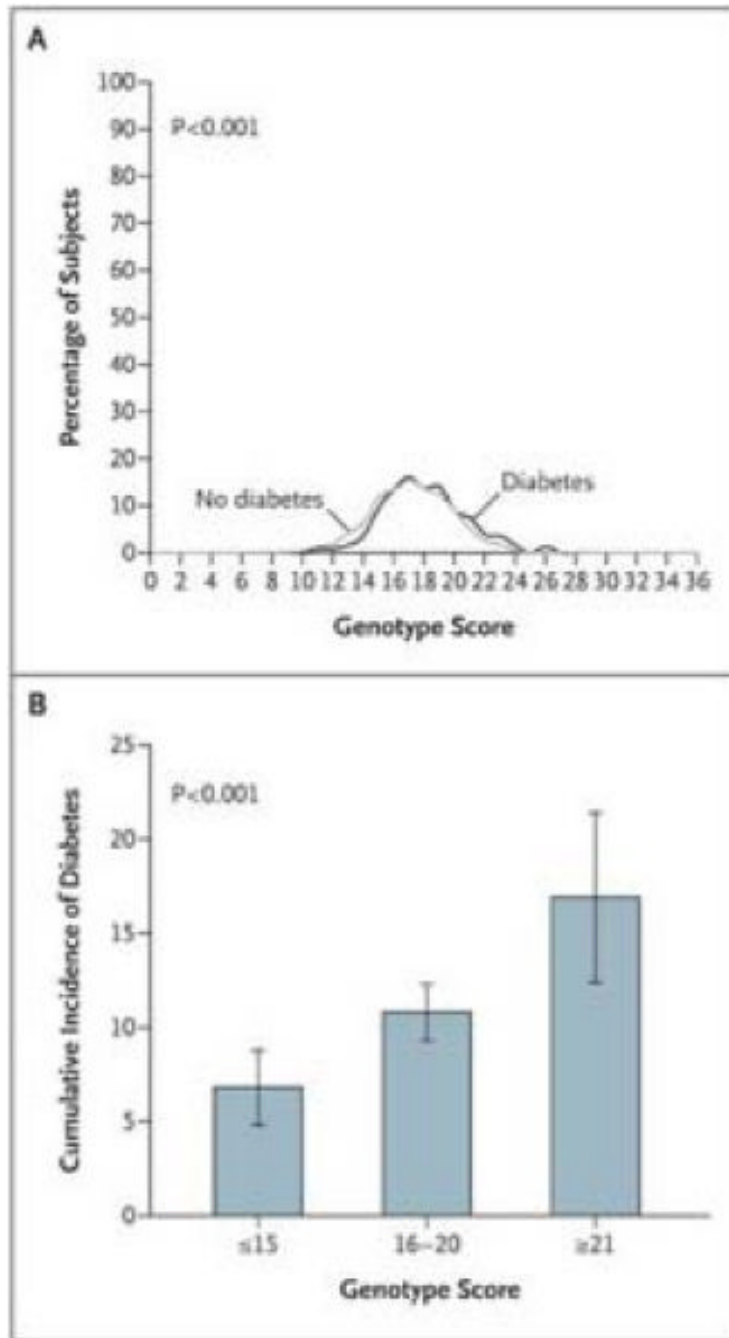 A
100
90
P<0.001
80
70
60
50
40
30
20
10
0
Percentage of Subjects
No diabetes
Diabetes
0 2 4 6 8 10 12 14 16 18 20 22 24 26 28 30 32 34 36
Genotype Score
B
25
P<0.001
20
15
10
5
0
Cumulative Incidence of Diabetes
≤15 16–20 ≥21
Genotype Score